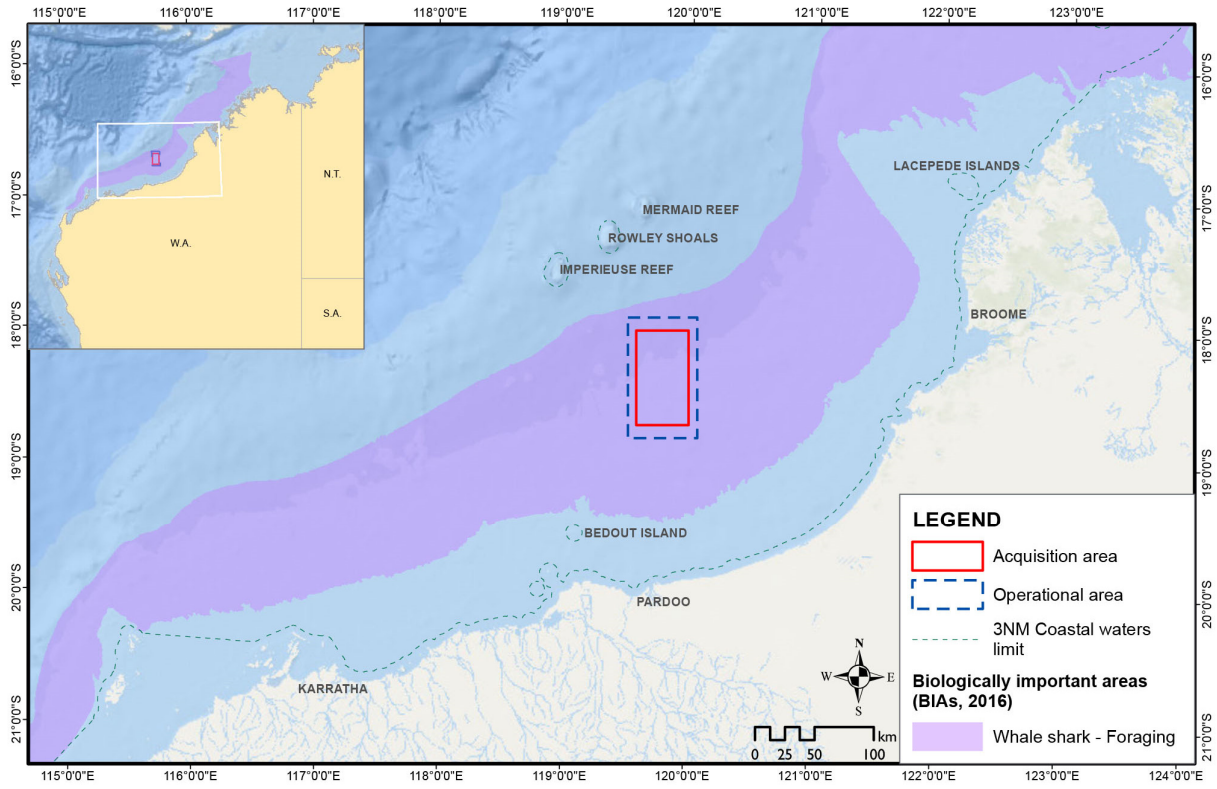 115°0'0"E
116°0'0"E
117°0'0"E
118°0'0"E
119°0'0"E
120°0'0"E
121°0'0"E
122°0'0"E
123°0'0"E
16°0'0"S
17°0'0"S
18°0'0"S
19°0'0"S
20°0'0"S
21°0'0"S
16°0'0"S
17°0'0"S
18°0'0"S
19°0'0"S
20°0'0"S
21°0'0"S
N.T.
W.A.
S.A.
LACEPEDE ISLANDS
MERMAID REEF
ROWLEY SHOALS
IMPERIEUSE REEF
BROOME
BEDOUT ISLAND
PARDOO
KARRATHA
N
W
E
S
km
0 25 50 100
LEGEND
Acquisition area
Operational area
3NM Coastal waters
limit
Biologically important areas
(BIAs, 2016)
Whale shark - Foraging
115°0'0"E
116°0'0"E
117°0'0"E
118°0'0"E
119°0'0"E
120°0'0"E
121°0'0"E
122°0'0"E
123°0'0"E
124°0'0"E